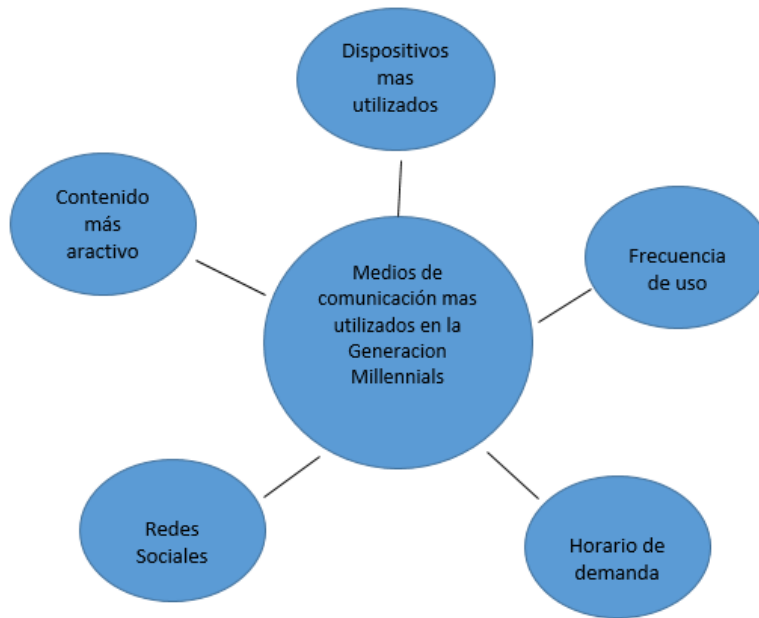 Dispositivos
mas
utilizados
Contenido
más
aractivo
Frecuencia
de uso
Medios de
comunicación mas
utilizados en la
Generacion
Millennials
Redes
Sociales
Horario de
demanda